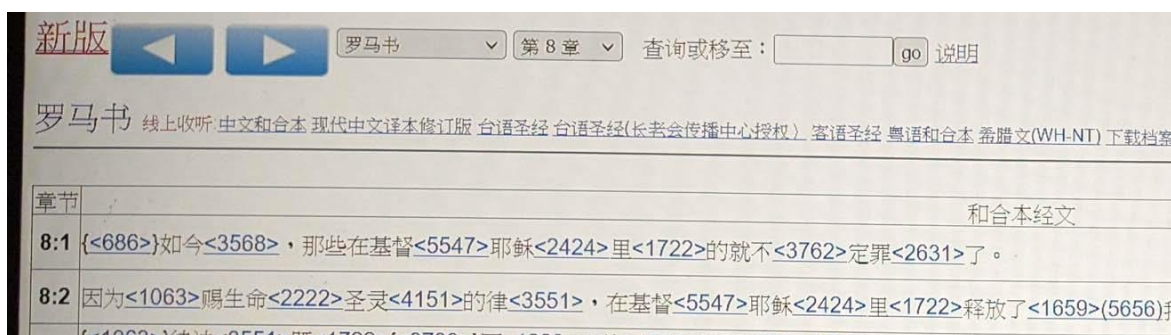 新版 罗马书 第 8 章 查询或移至： go 说明
罗马书 线上收听:中文和合本 现代中文译本修订版 台语圣经 台语圣经(长老会传播中心授权） 客语圣经 粤语和合本 希腊文(WH-NT) 下载档案
章节 和合本经文
8:1 {<686>}如今<3568>，那些在基督<5547>耶稣<2424>里<1722>的就不<3762>定罪<2631>了。
8:2 因为<1063>赐生命<2222>圣灵<4151>的律<3551>，在基督<5547>耶稣<2424>里<1722>释放了<1659>(5656)